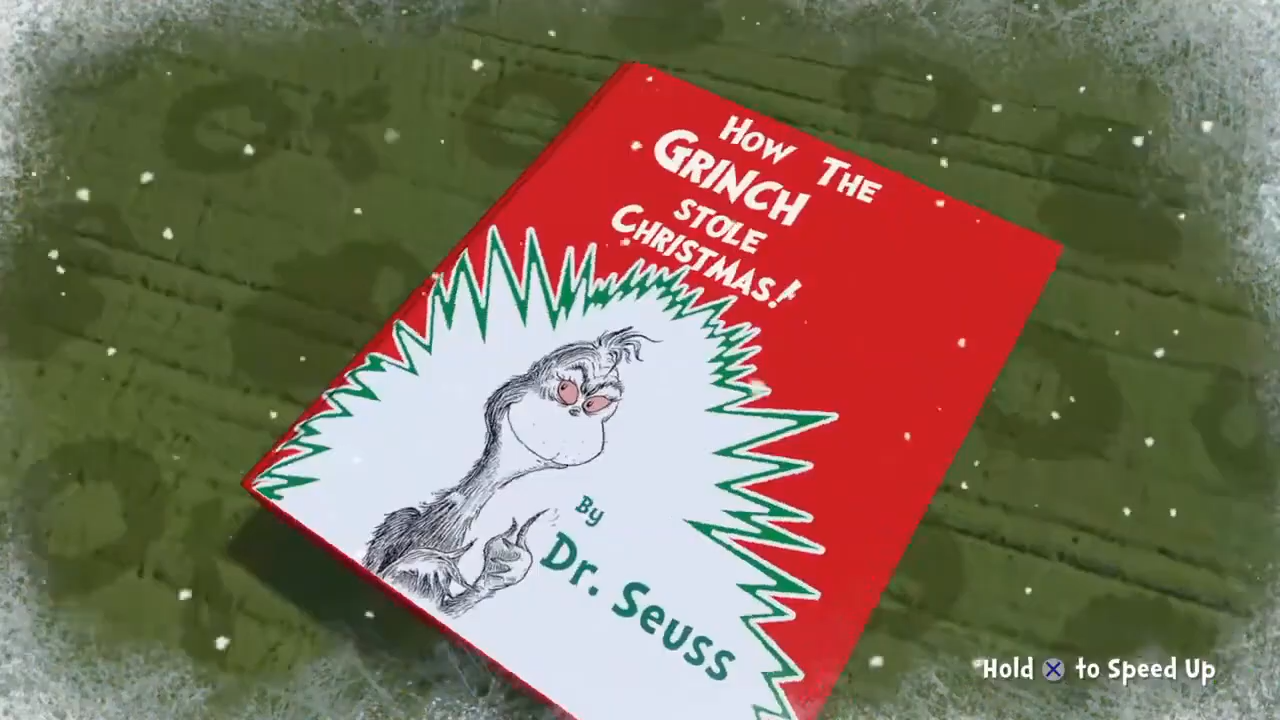 HOW THE
GRINCH
STOLE
CHRISTMAS!
By
Dr. Seuss
Hold ⓧ to Speed Up